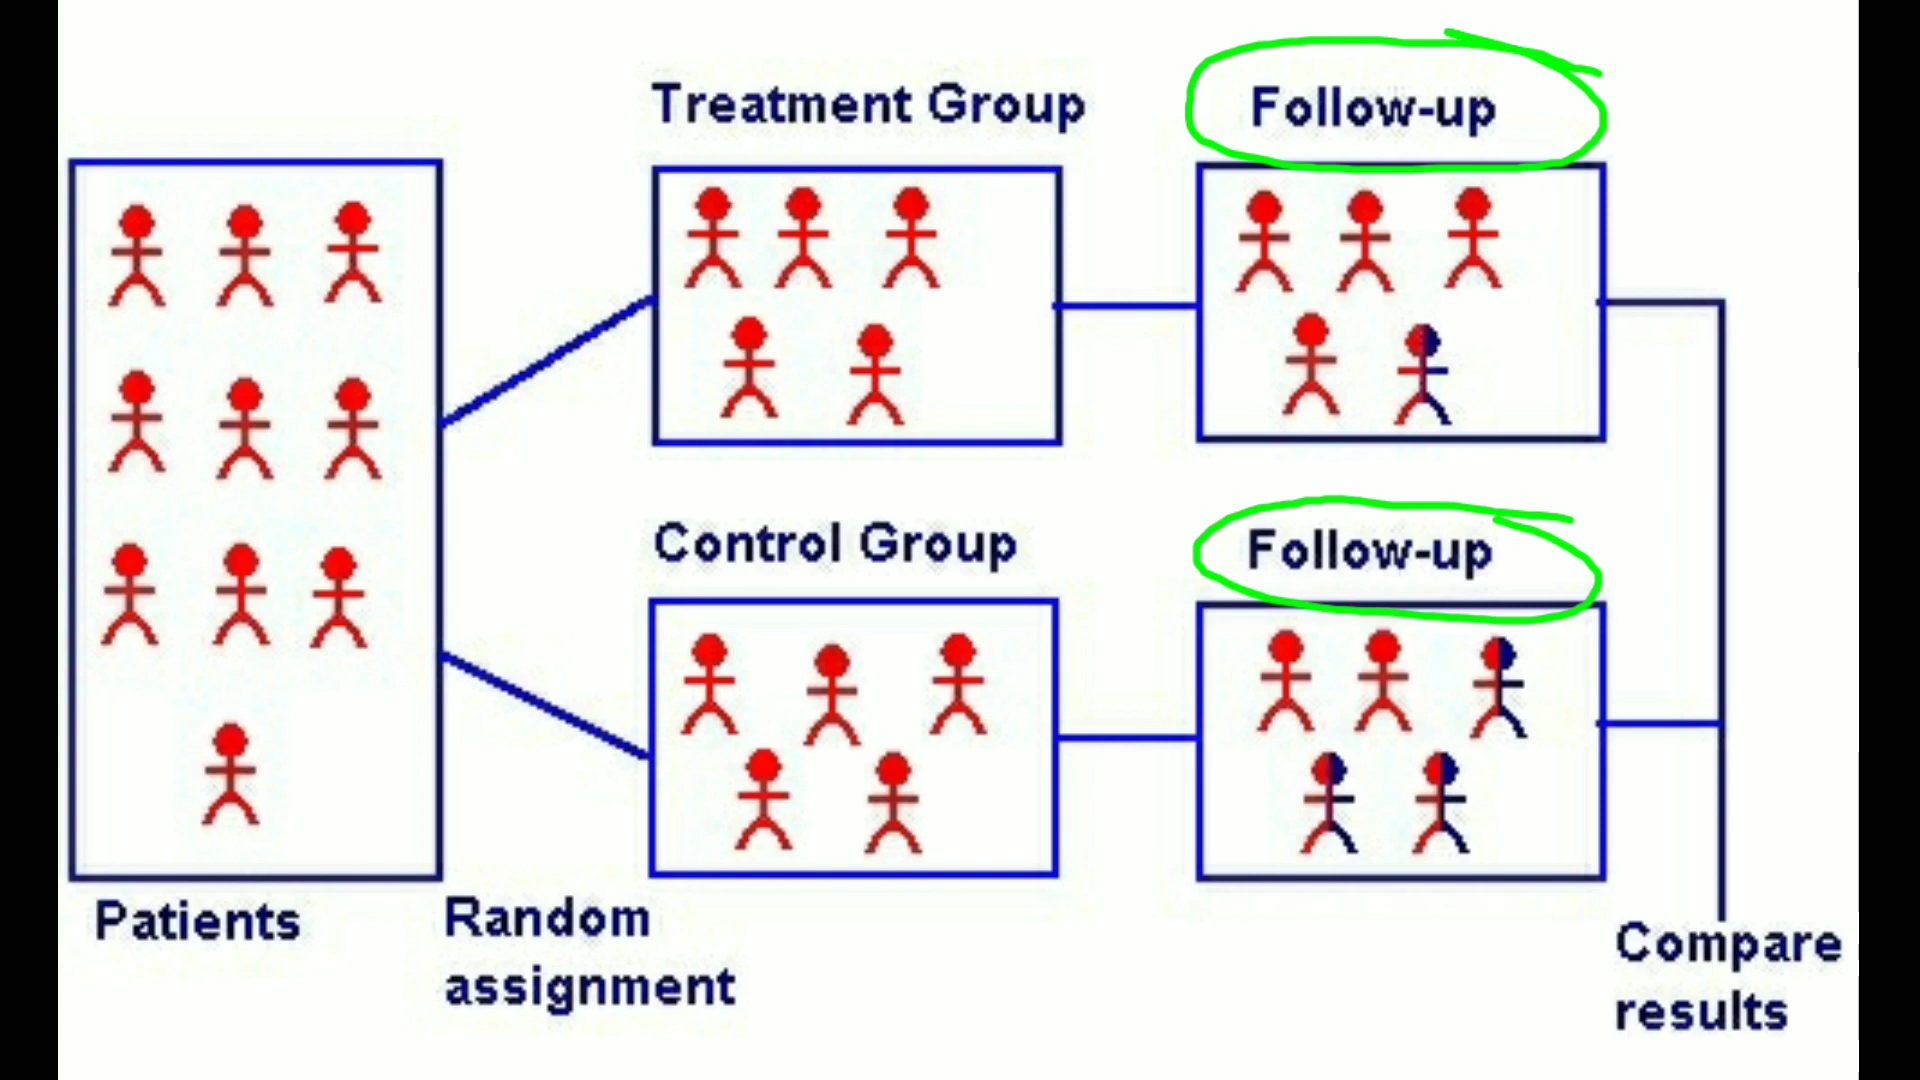 Treatment Group
Follow-up
Control Group
Follow-up
Patients
Random
assignment
Compare
results